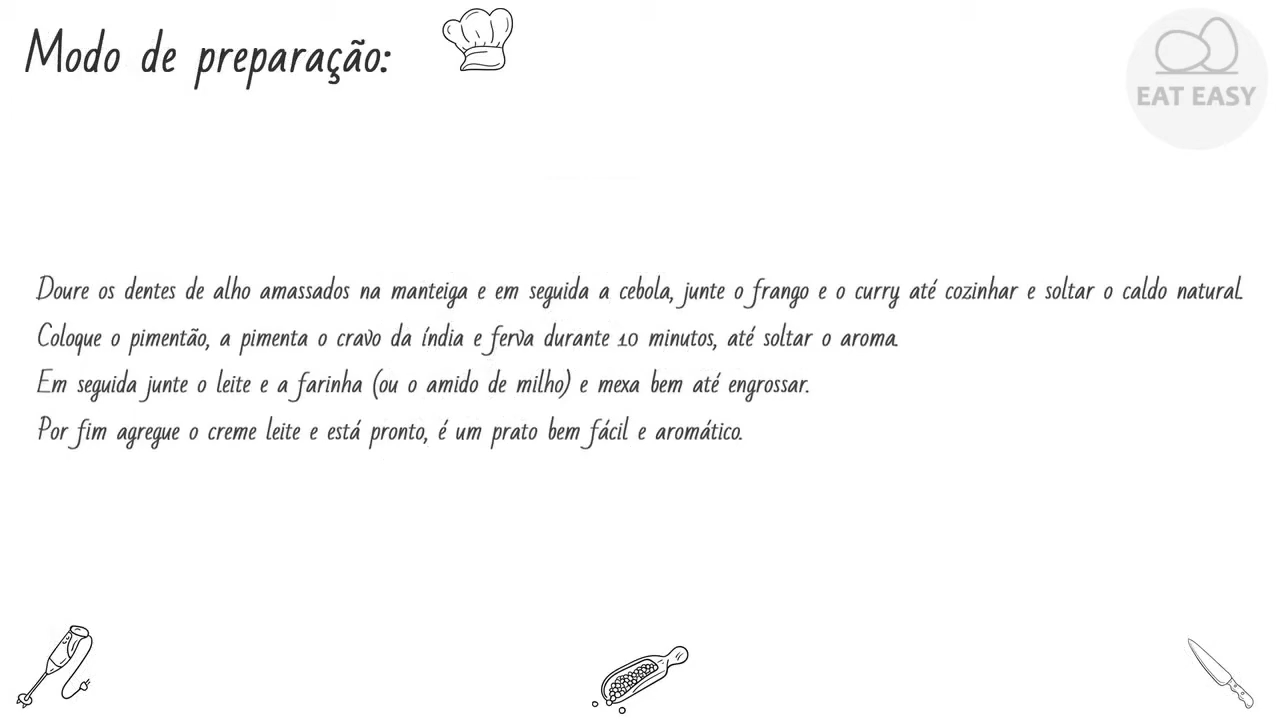 Modo de preparação:
EAT EASY
Doure os dentes de alho amassados na manteiga e em seguida a cebola, junte o frango e o curry até cozinhar e soltar o caldo natural.
Coloque o pimentão, a pimenta o cravo da índia e ferva durante 10 minutos, até soltar o aroma.
Em seguida junte o leite e a farinha (ou o amido de milho) e mexa bem até engrossar.
Por fim agregue o creme leite e está pronto, é um prato bem fácil e aromático.